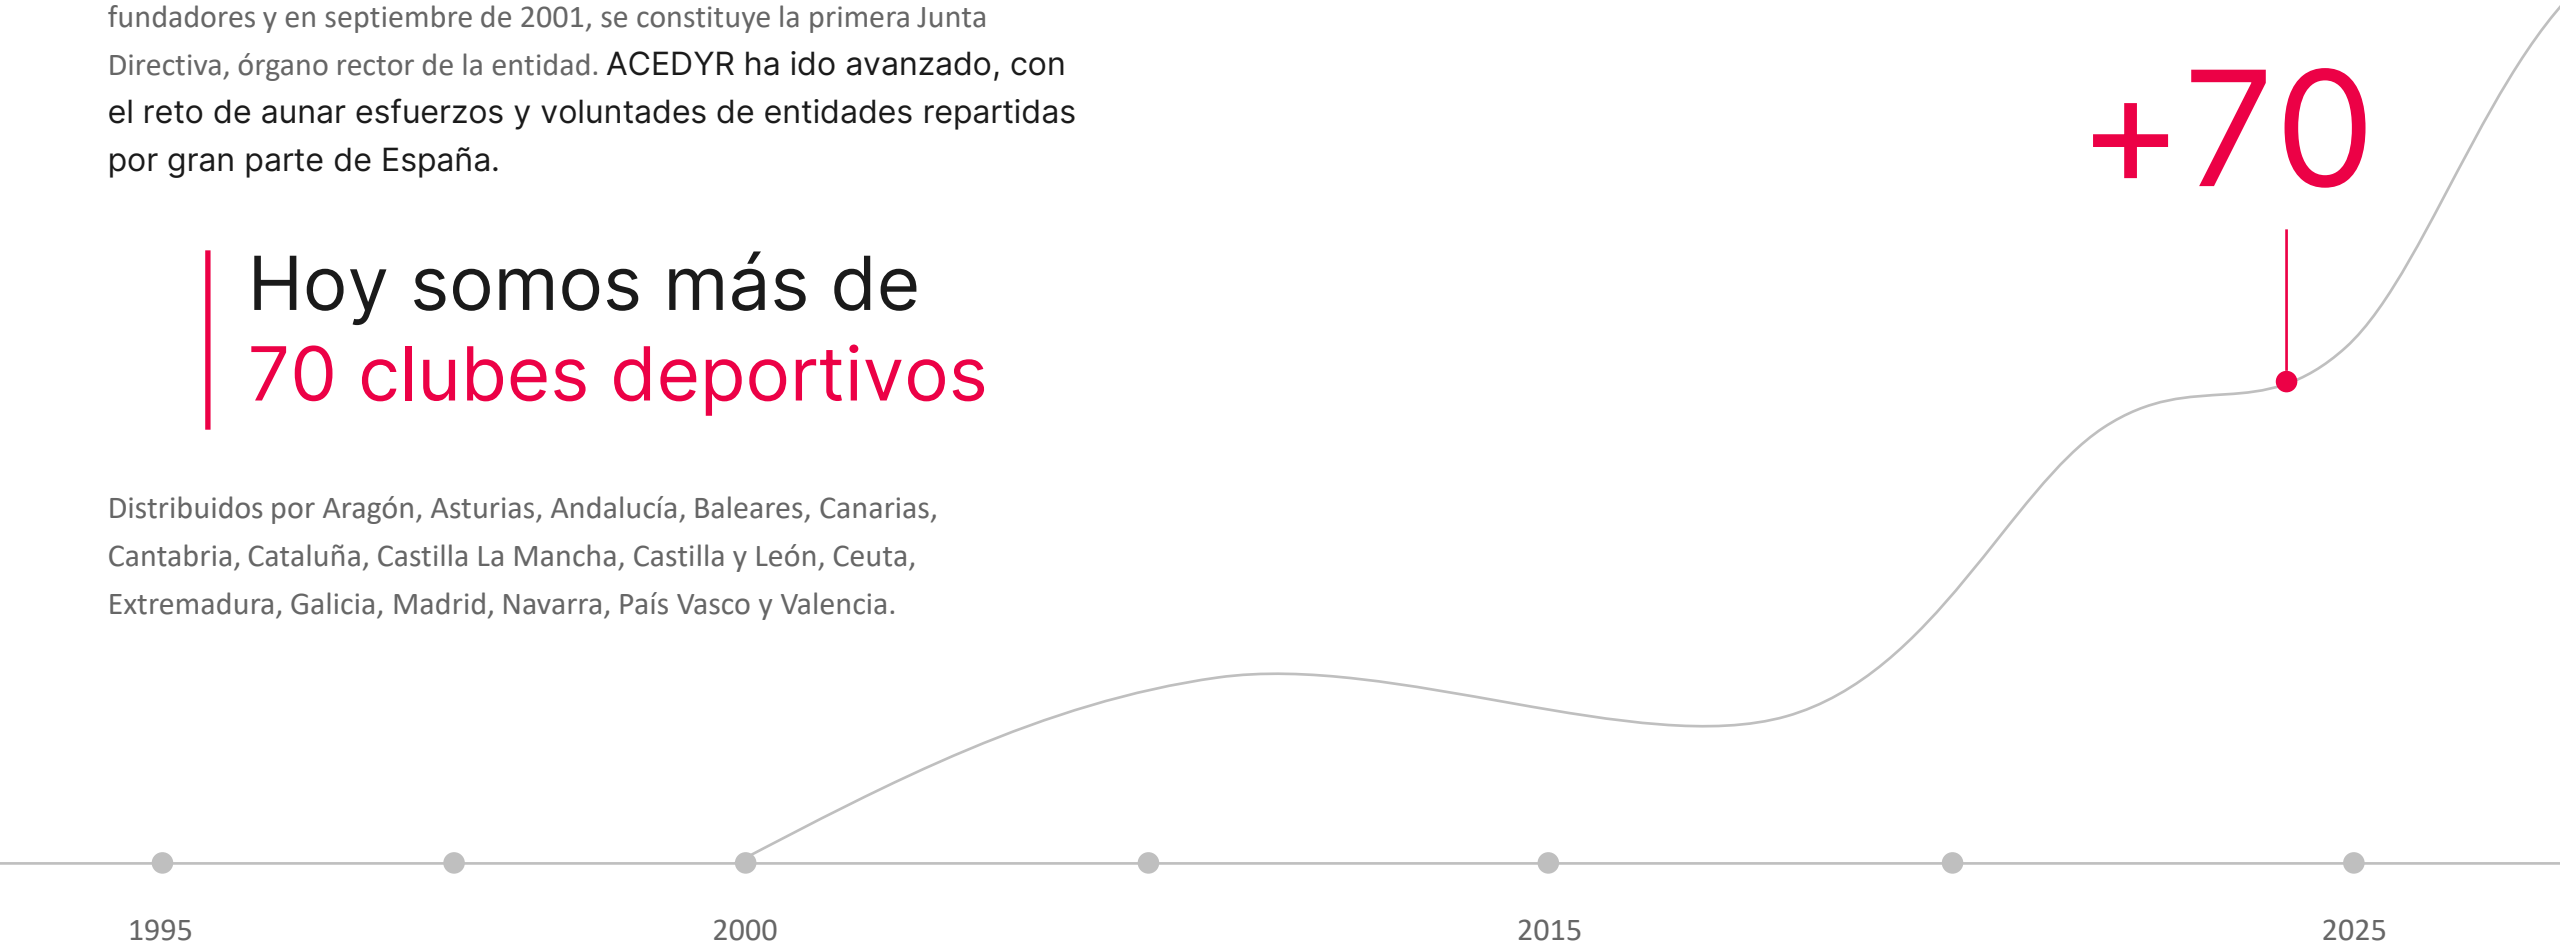 fundadores y en septiembre de 2001, se constituye la primera Junta
Directiva, órgano rector de la entidad. ACEDYR ha ido avanzado, con
el reto de aunar esfuerzos y voluntades de entidades repartidas
por gran parte de España.
+70
Hoy somos más de
70 clubes deportivos
Distribuidos por Aragón, Asturias, Andalucía, Baleares, Canarias,
Cantabria, Cataluña, Castilla La Mancha, Castilla y León, Ceuta,
Extremadura, Galicia, Madrid, Navarra, País Vasco y Valencia.
1995
2000
2015
2025